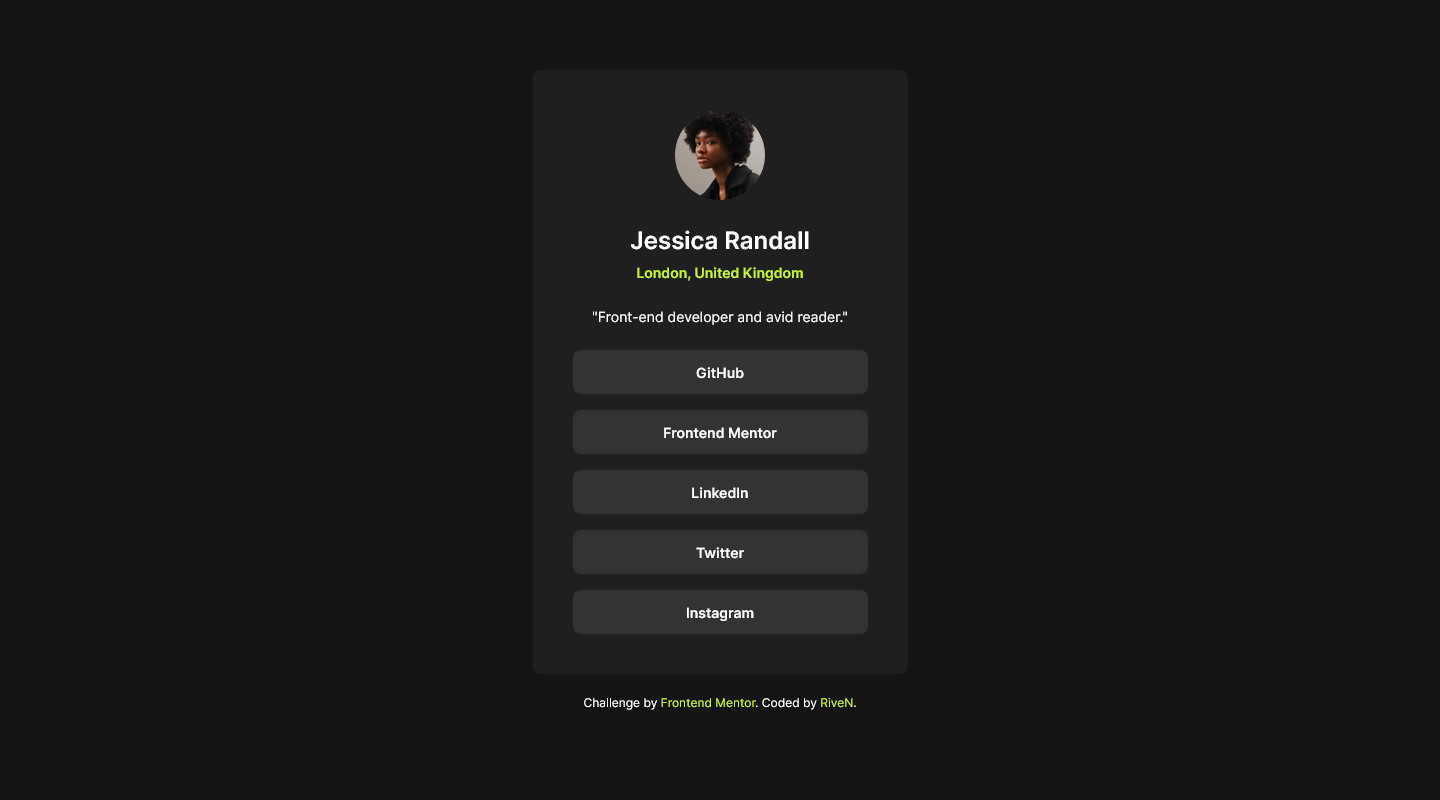 Jessica Randall
London, United Kingdom
"Front-end developer and avid reader."
GitHub
Frontend Mentor
LinkedIn
Twitter
Instagram
Challenge by Frontend Mentor. Coded by RiveN.